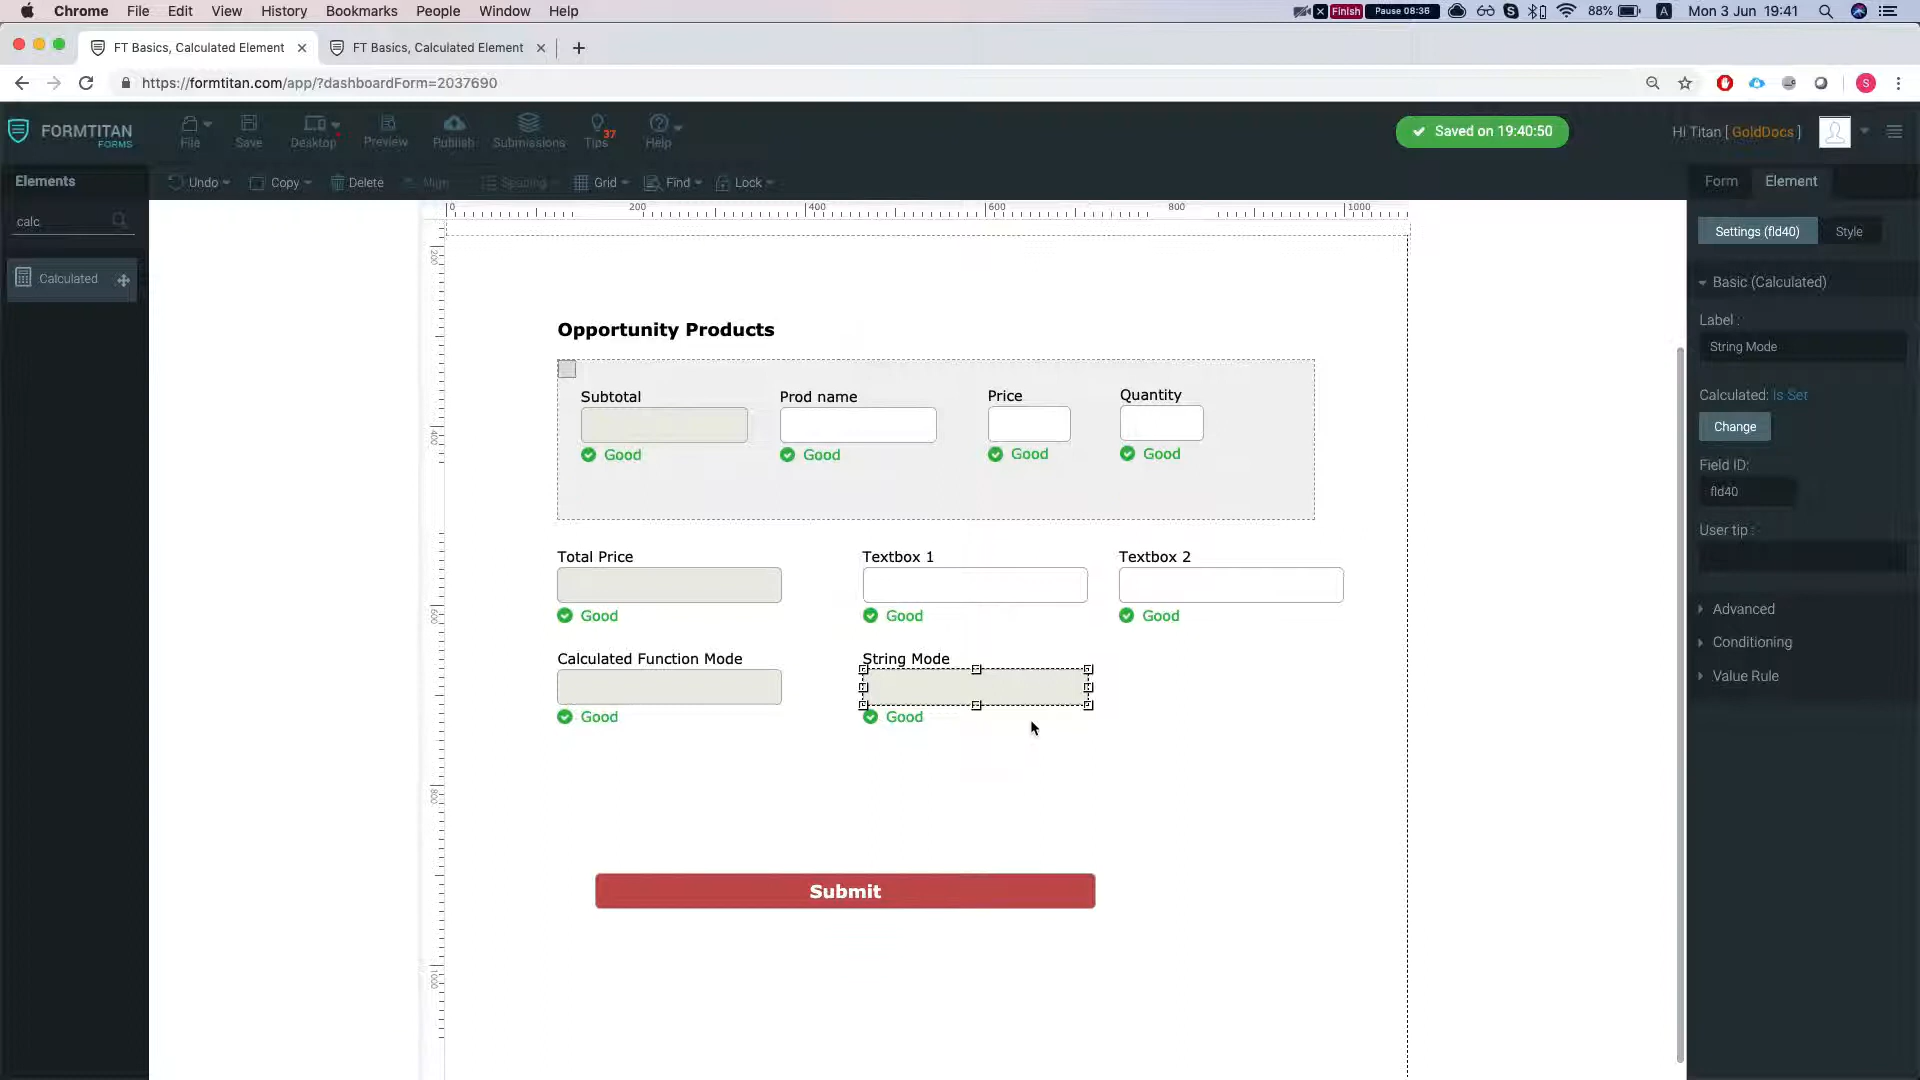 Chrome File Edit View History Bookmarks People Window Help Finish Pause 08:36 88% A Mon 3 Jun 19:41
FT Basics, Calculated Element FT Basics, Calculated Element
https://formtitan.com/app/?dashboardForm=2037690 S
FORMTITAN
FORMS
File Save Desktop Preview Publish Submissions Tips 37 Help
Saved on 19:40:50
Hi Titan [ GoldDocs ]
Elements
Undo Copy Delete Align Spacing Grid Find Lock
Form Element
calc
0 200 400 600 800 1000
Settings (fld40) Style
Calculated
Basic (Calculated)
Label :
String Mode
Calculated: Is Set
Change
Field ID:
fld40
User tip :
Advanced
Conditioning
Value Rule
200
400
600
800
1000
Opportunity Products
Subtotal Prod name Price Quantity
Good Good Good Good
Total Price Textbox 1 Textbox 2
Good Good Good
Calculated Function Mode String Mode
Good Good
Submit